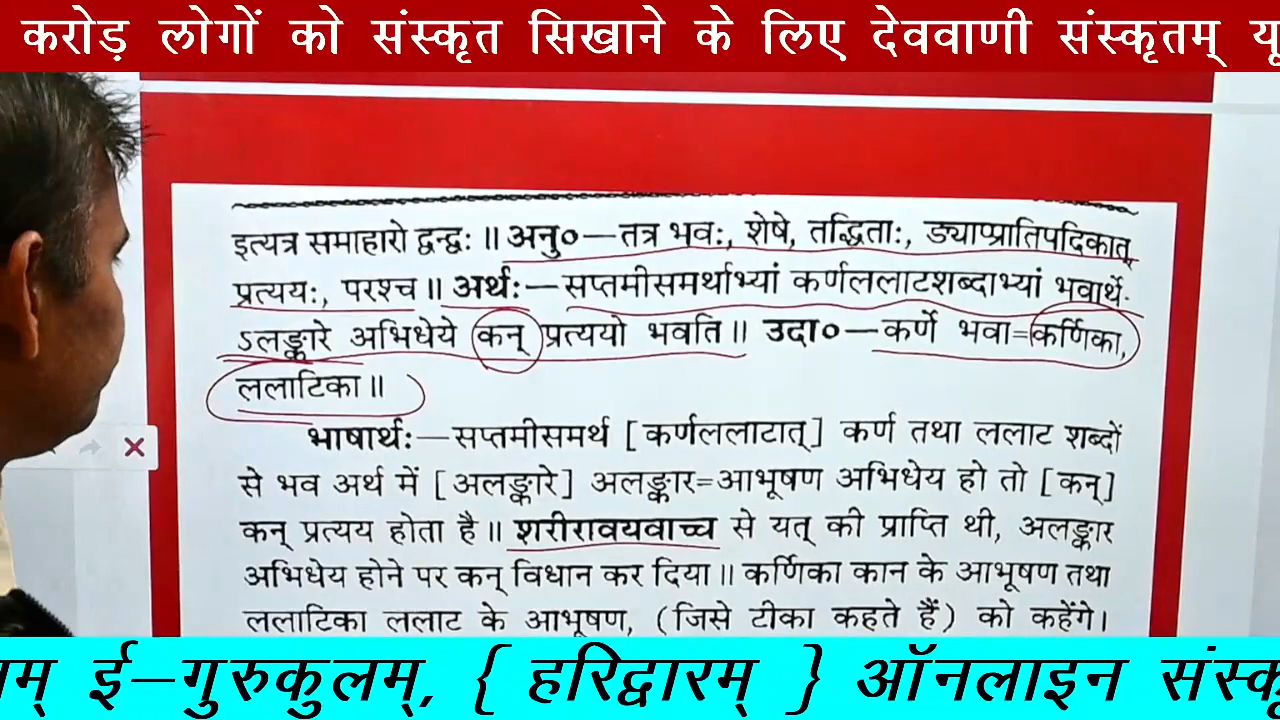 करोड़ लोगों को संस्कृत सिखाने के लिए देववाणी संस्कृतम् यू
इत्यत्र समाहारो द्वन्द्वः ॥ अनु०—तत्र भवः, शेषे, तद्धिताः, ङ्याप्प्रातिपदिकात्,
प्रत्ययः, परश्च ॥ अर्थः—सप्तमीसमर्थाभ्यां कर्णललाटशब्दाभ्यां भवार्थे-
ऽलङ्कारे अभिधेये कन् प्रत्ययो भवति ॥ उदा०—कर्णे भवा=कर्णिका,
ललाटिका ॥
भाषार्थः—सप्तमीसमर्थ [कर्णललाटात्] कर्ण तथा ललाट शब्दों
से भव अर्थ में [अलङ्कारे] अलङ्कार=आभूषण अभिधेय हो तो [कन्]
कन् प्रत्यय होता है ॥ शरीरावयवाच्च से यत् की प्राप्ति थी, अलङ्कार
अभिधेय होने पर कन् विधान कर दिया ॥ कर्णिका कान के आभूषण तथा
ललाटिका ललाट के आभूषण, (जिसे टीका कहते हैं) को कहेंगे।
म् ई–गुरुकुलम्, { हरिद्वारम् } ऑनलाइन संस्कृ